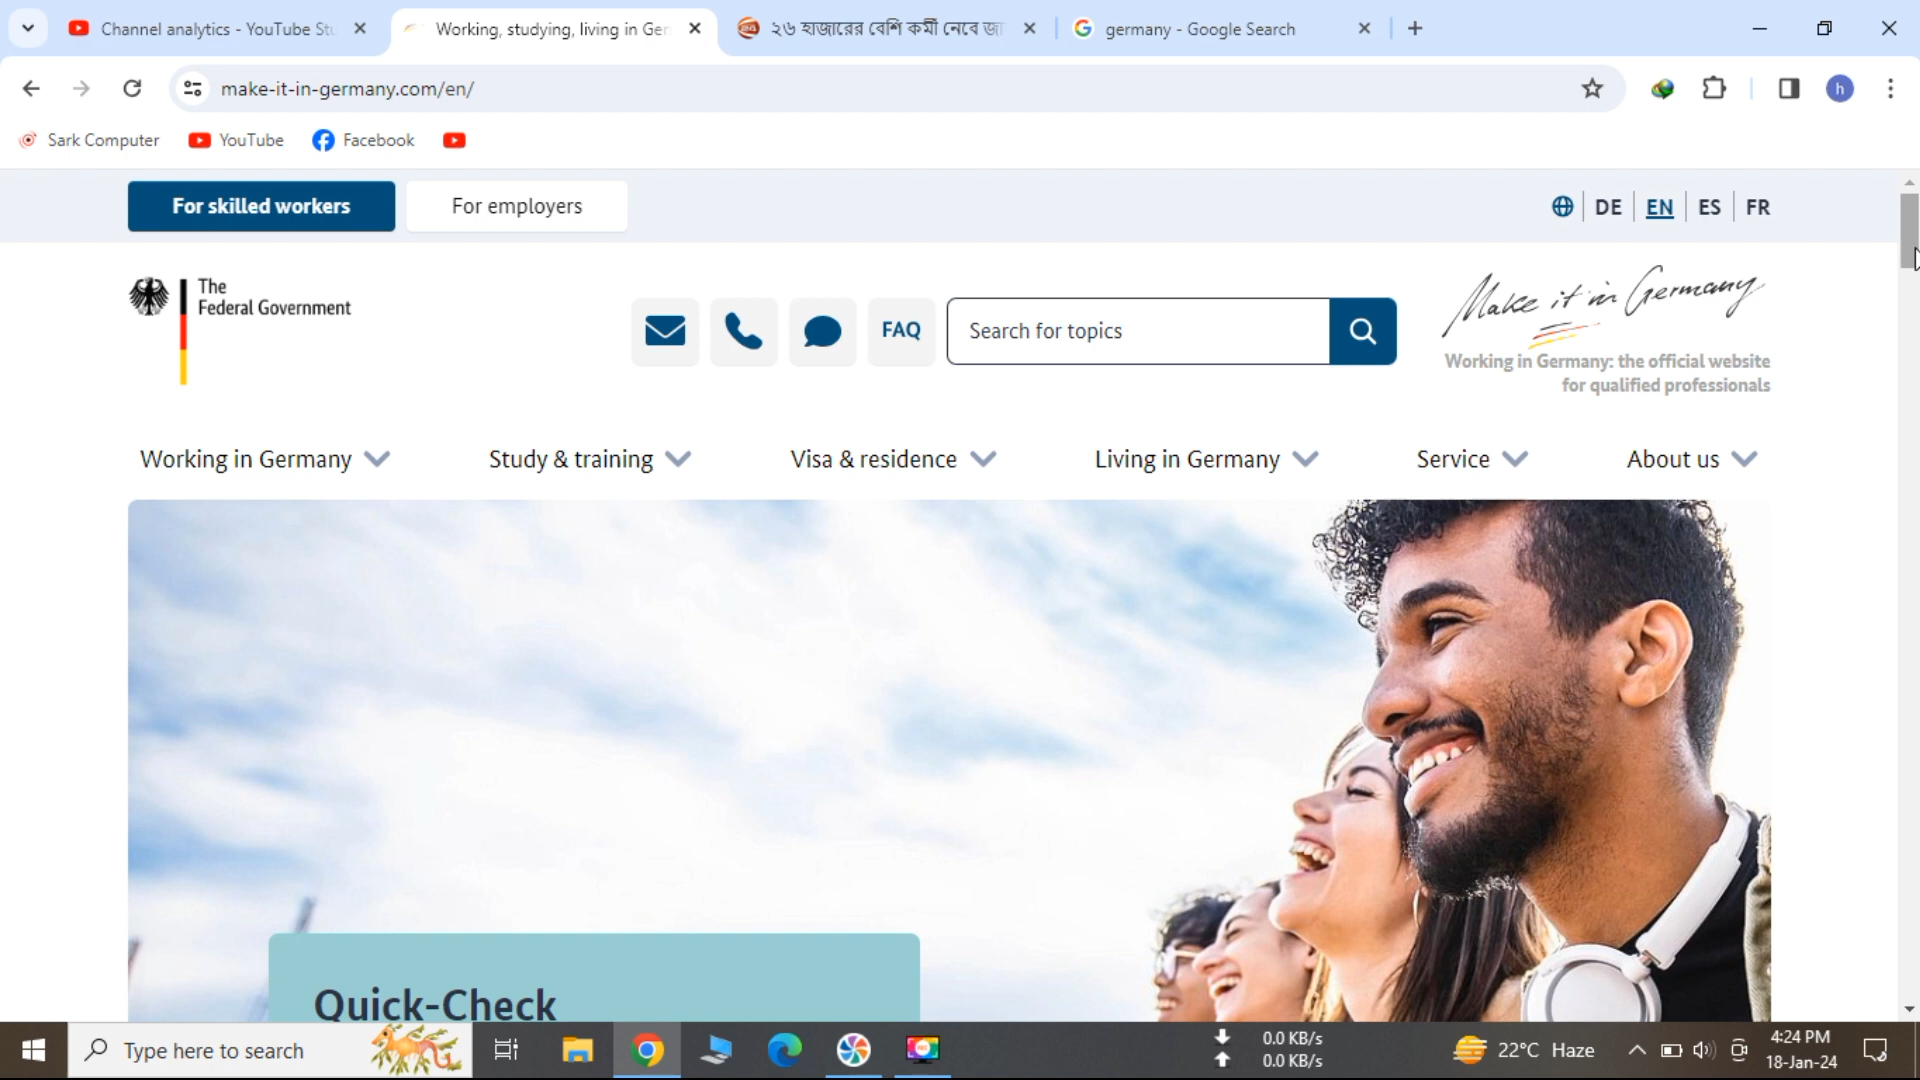 Channel analytics - YouTube Stu
Working, studying, living in Ger
২৬ হাজারের বেশি কর্মী নেবে জা
germany - Google Search
make-it-in-germany.com/en/
h
Sark Computer
YouTube
Facebook
For skilled workers
For employers
DE
EN
ES
FR
The
Federal Government
FAQ
Search for topics
Make it in Germany
Working in Germany: the official website
for qualified professionals
Working in Germany
Study & training
Visa & residence
Living in Germany
Service
About us
Quick-Check
Type here to search
0.0 KB/s
0.0 KB/s
22°C Haze
4:24 PM
18-Jan-24